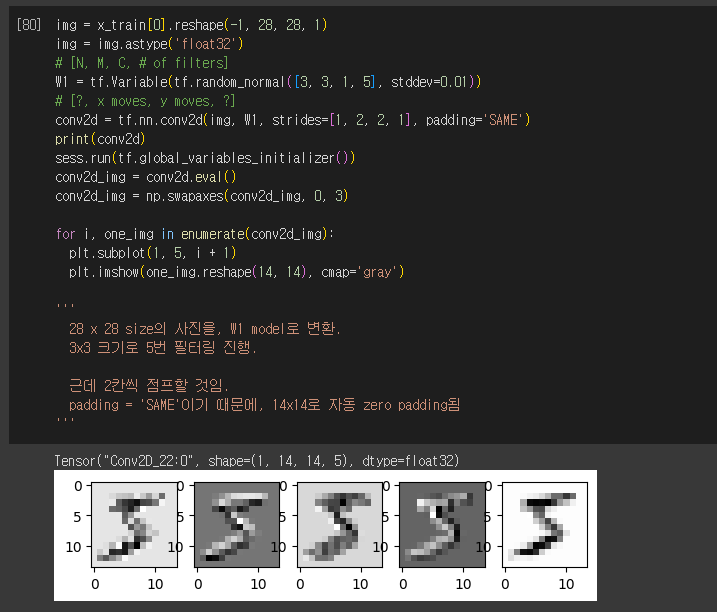 [80] img = x_train[0].reshape(-1, 28, 28, 1)
img = img.astype('float32')
# [N, M, C, # of filters]
W1 = tf.Variable(tf.random_normal([3, 3, 1, 5], stddev=0.01))
# [?, x moves, y moves, ?]
conv2d = tf.nn.conv2d(img, W1, strides=[1, 2, 2, 1], padding='SAME')
print(conv2d)
sess.run(tf.global_variables_initializer())
conv2d_img = conv2d.eval()
conv2d_img = np.swapaxes(conv2d_img, 0, 3)
for i, one_img in enumerate(conv2d_img):
plt.subplot(1, 5, i + 1)
plt.imshow(one_img.reshape(14, 14), cmap='gray')
'''
28 x 28 size의 사진을, W1 model로 변환.
3x3 크기로 5번 필터링 진행.
근데 2칸씩 점프할 것임.
padding = 'SAME'이기 때문에, 14x14로 자동 zero padding됨
'''
Tensor("Conv2D_22:0", shape=(1, 14, 14, 5), dtype=float32)
0 0 0 0 0
5 5 5 5 5
10 10 10 10 10
0 10 0 10 0 10 0 10 0 10